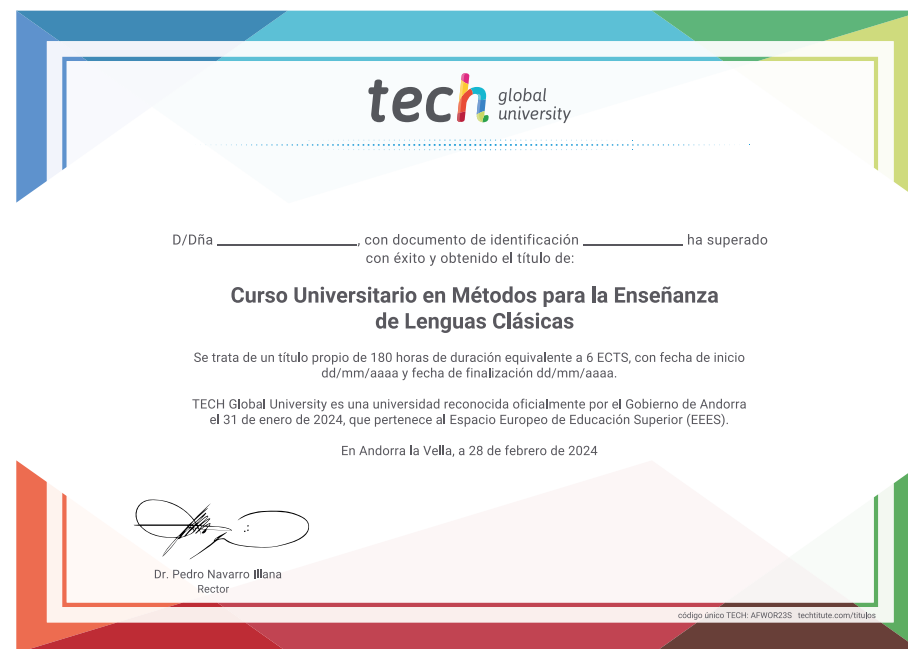 tech global
university
D/Dña ____________________, con documento de identificación ______________ ha superado
con éxito y obtenido el título de:
Curso Universitario en Métodos para la Enseñanza
de Lenguas Clásicas
Se trata de un título propio de 180 horas de duración equivalente a 6 ECTS, con fecha de inicio
dd/mm/aaaa y fecha de finalización dd/mm/aaaa.
TECH Global University es una universidad reconocida oficialmente por el Gobierno de Andorra
el 31 de enero de 2024, que pertenece al Espacio Europeo de Educación Superior (EEES).
En Andorra la Vella, a 28 de febrero de 2024
Dr. Pedro Navarro Illana
Rector
código único TECH: AFWOR23S techtitute.com/titulos